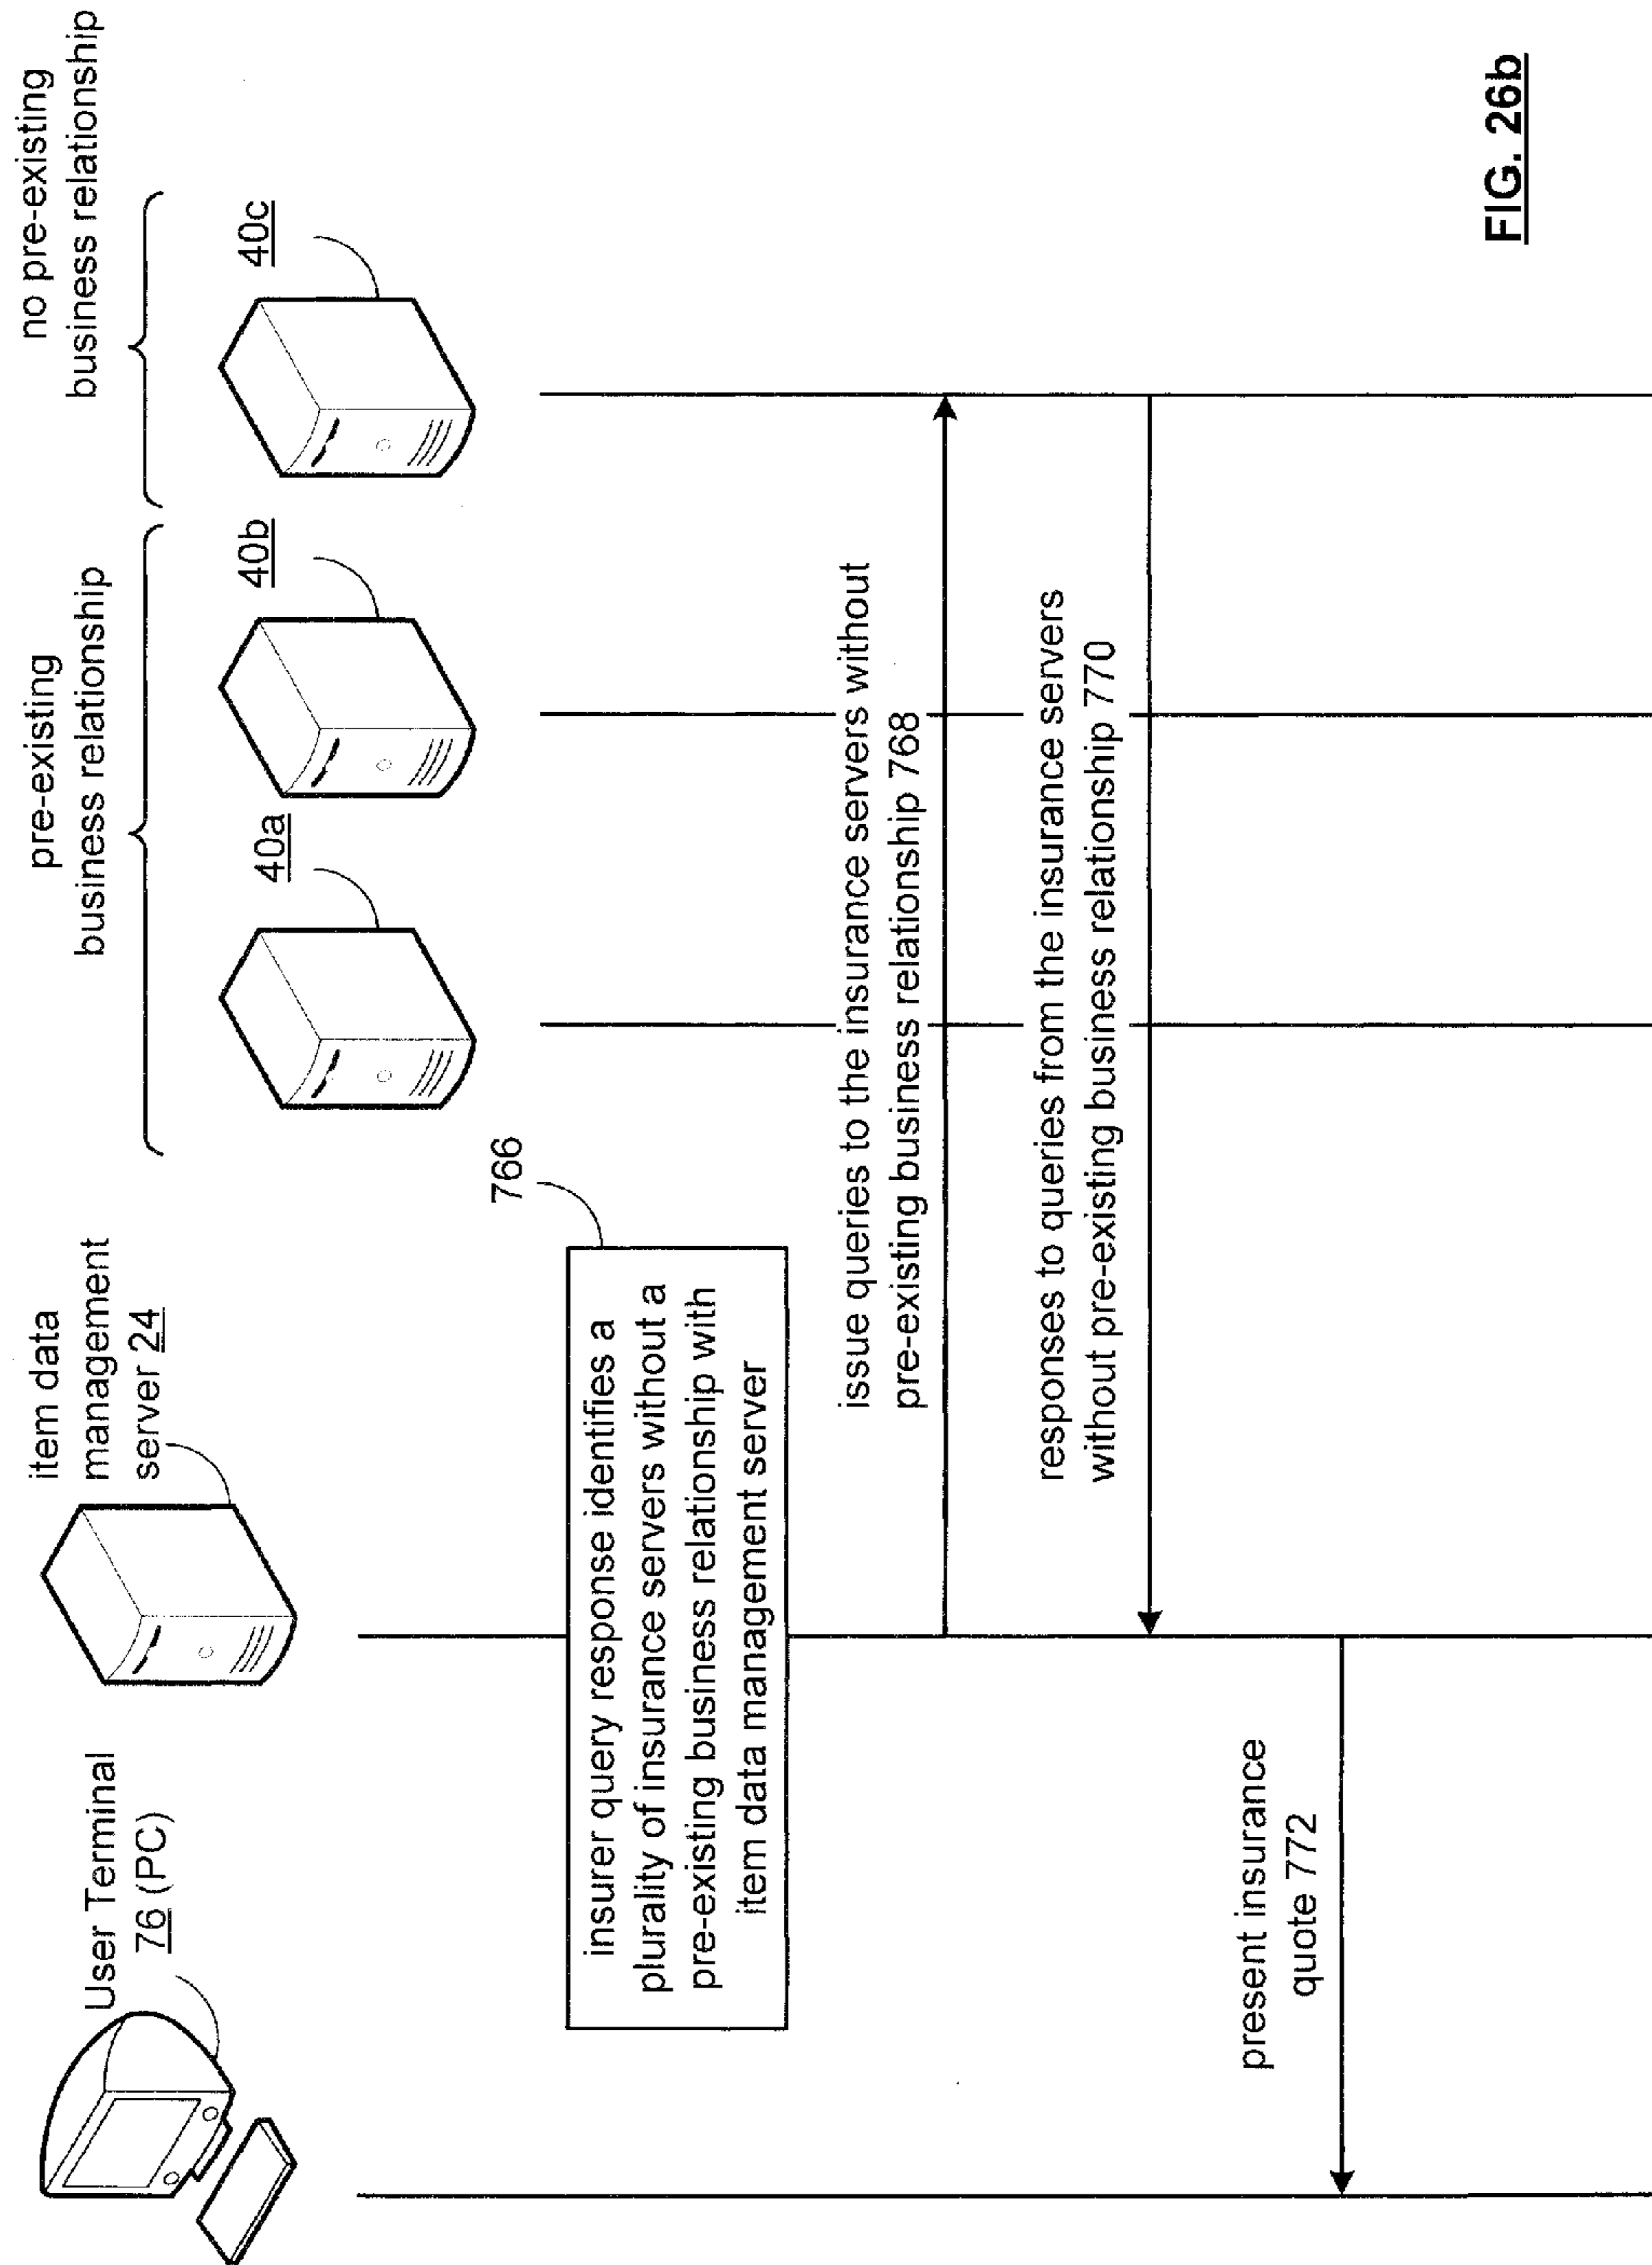 User Terminal
76 (PC)
item data
management
server 24
pre-existing
business relationship
no pre-existing
business relationship
40a
40b
40c
766
insurer query response identifies a
plurality of insurance servers without a
pre-existing business relationship with
item data management server
issue queries to the insurance servers without
pre-existing business relationship 768
responses to queries from the insurance servers
without pre-existing business relationship 770
present insurance
quote 772
FIG. 26b